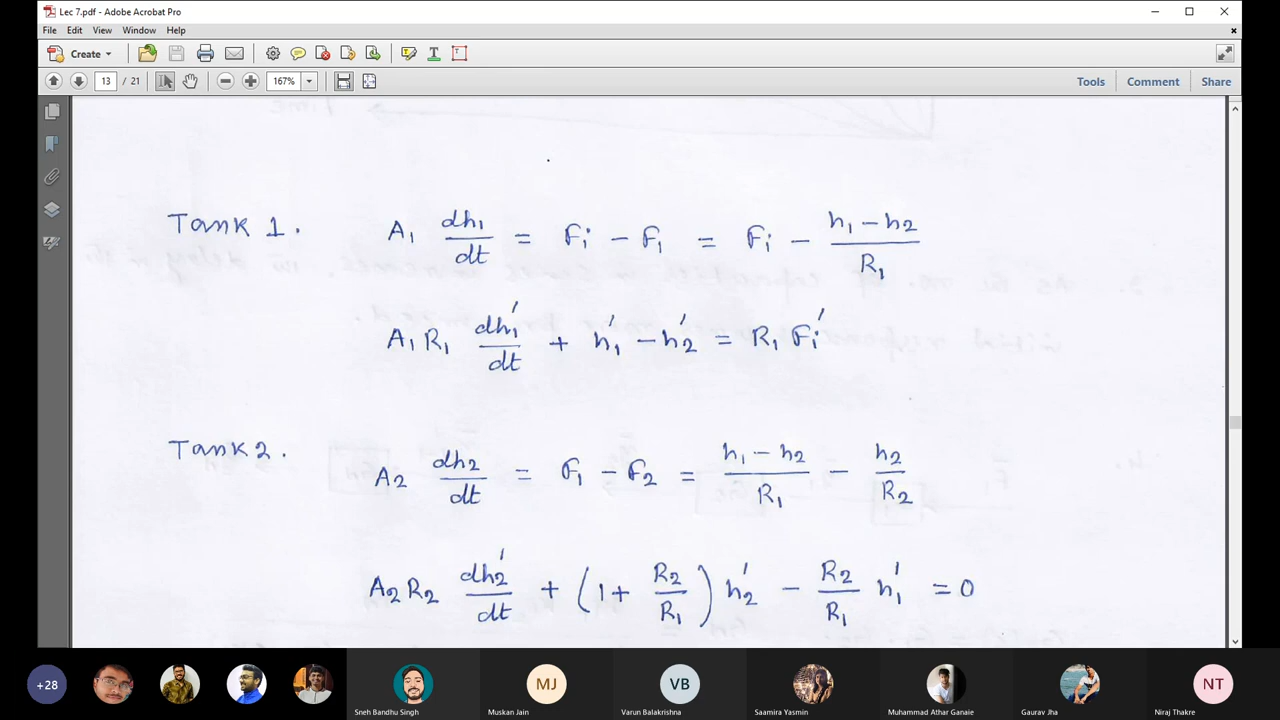 Lec 7.pdf - Adobe Acrobat Pro
File Edit View Window Help
Create
13 / 21 167% Tools Comment Share
TIME
Tank 1. A₁ dh₁/dt = Fi - F₁ = Fi - (h₁ - h₂)/R₁
A₁R₁ dh₁'/dt + h₁' - h₂' = R₁ Fi'
Tank 2. A₂ dh₂/dt = F₁ - F₂ = (h₁ - h₂)/R₁ - h₂/R₂
A₂R₂ dh₂'/dt + (1 + R₂/R₁) h₂' - R₂/R₁ h₁' = 0
+28 MJ VB NT
Sneh Bandhu Singh Muskan Jain Varun Balakrishna Saamira Yasmin Muhammad Athar Ganaie Gaurav Jha Niraj Thakre